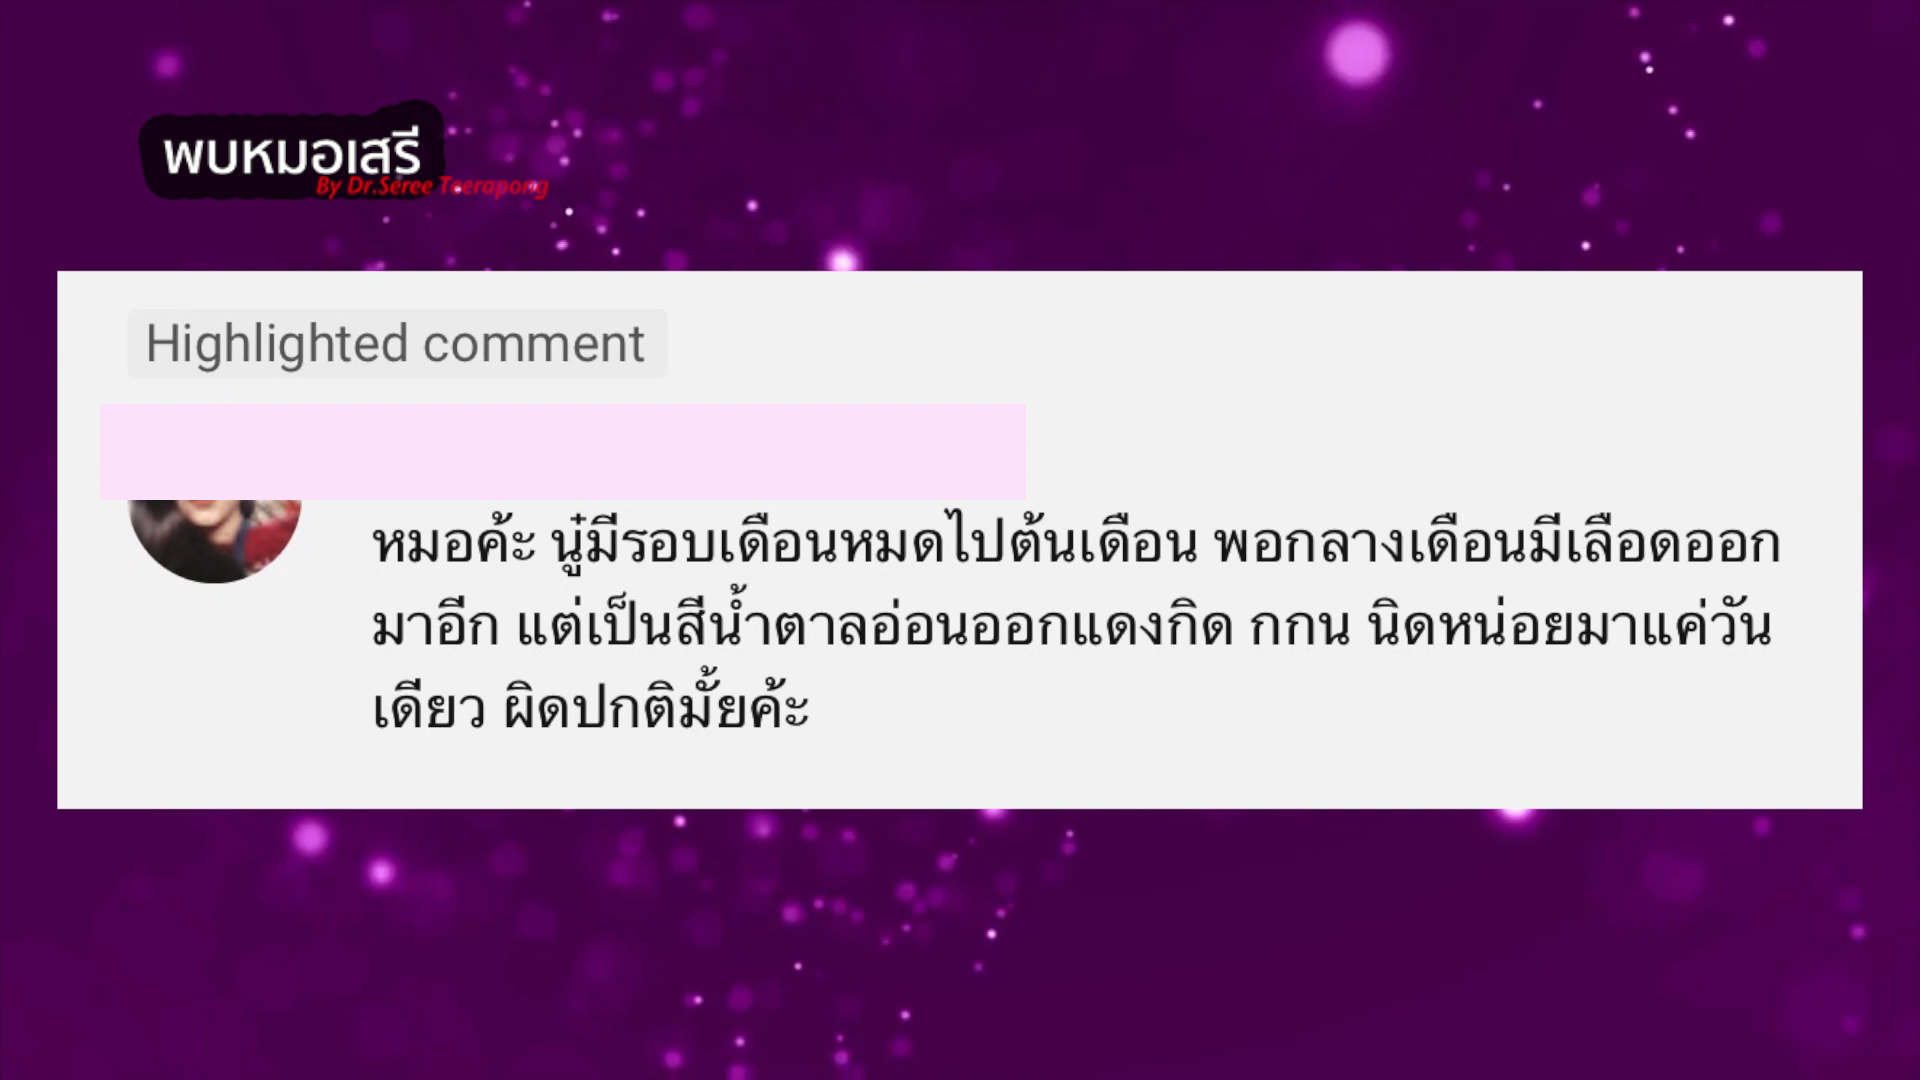 พบหมอเสรี
By Dr.Seree Teerapong
Highlighted comment
หมอค้ะ นู๋มีรอบเดือนหมดไปต้นเดือน พอกลางเดือนมีเลือดออก
มาอีก แต่เป็นสีน้ำตาลอ่อนออกแดงกิด กกน นิดหน่อยมาแค่วัน
เดียว ผิดปกติมั้ยค้ะ